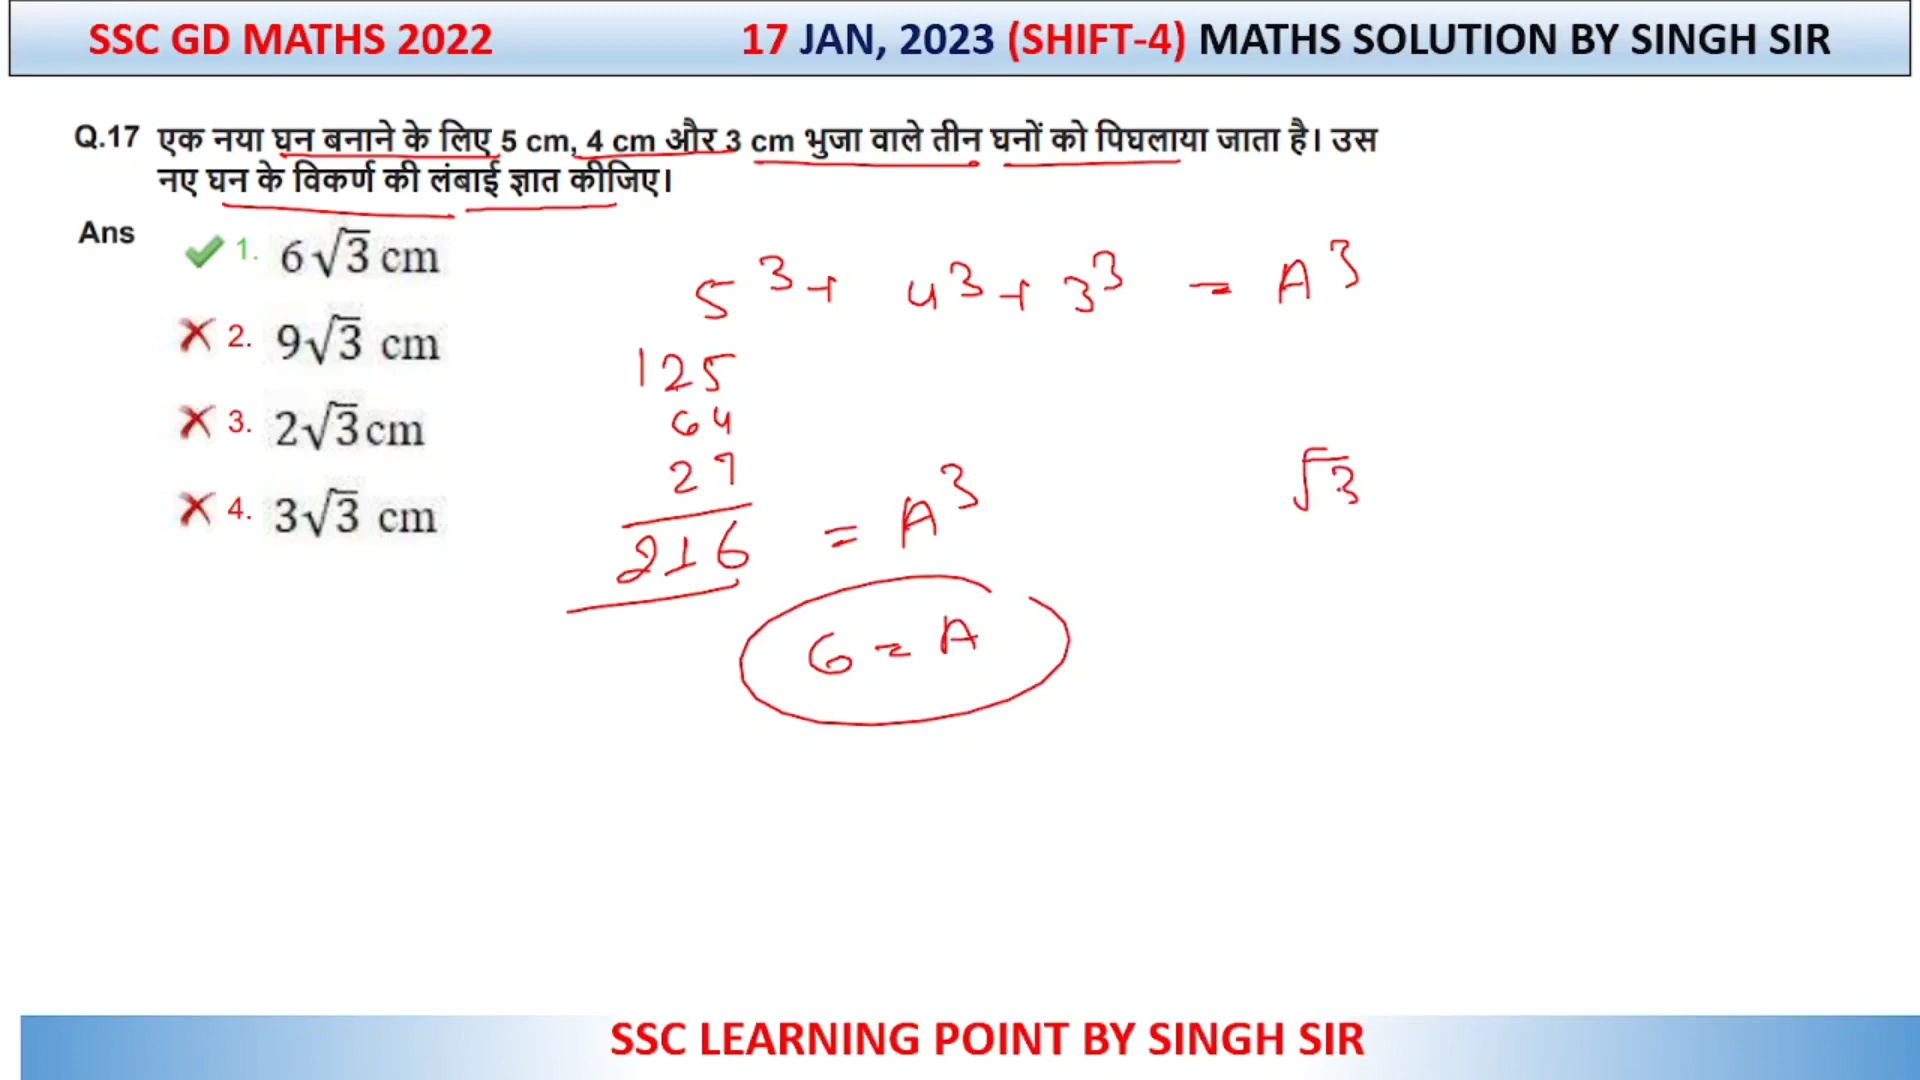 SSC GD MATHS 2022 17 JAN, 2023 (SHIFT-4) MATHS SOLUTION BY SINGH SIR
Q.17 एक नया घन बनाने के लिए 5 cm, 4 cm और 3 cm भुजा वाले तीन घनों को पिघलाया जाता है। उस
नए घन के विकर्ण की लंबाई ज्ञात कीजिए।
Ans
1. 6√3 cm
2. 9√3 cm
3. 2√3 cm
4. 3√3 cm
5³ + 4³ + 3³ = A³
125
64
27
216 = A³
6 = A
√3
SSC LEARNING POINT BY SINGH SIR